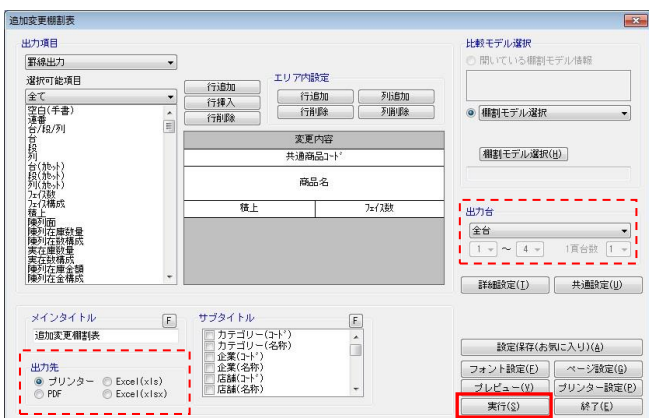 追加変更棚割表
出力項目
罫線出力
選択可能項目
全て
空白(手書)
連番
台/段/列
台
段
列
台(ｶｾｯﾄ)
段(ｶｾｯﾄ)
列(ｶｾｯﾄ)
ﾌｪｲｽ数
ﾌｪｲｽ構成
積上
陳列面
陳列在庫数量
陳列在数構成
実在庫数量
実在数構成
陳列在庫金額
陳列在金構成
行追加
行挿入
行削除
エリア内設定
行追加
列追加
行削除
列削除
変更内容
共通商品ｺｰﾄﾞ
商品名
積上
ﾌｪｲｽ数
比較モデル選択
開いている棚割モデル情報
棚割モデル選択
棚割モデル選択(H)
出力台
全台
1 ～ 4
1頁台数 1
詳細設定(I)
共通設定(U)
メインタイトル
F
追加変更棚割表
サブタイトル
F
カテゴリー(ｺｰﾄﾞ)
カテゴリー(名称)
企業(ｺｰﾄﾞ)
企業(名称)
店舗(ｺｰﾄﾞ)
店舗(名称)
出力先
プリンター
Excel(xls)
PDF
Excel(xlsx)
設定保存(お気に入り)(A)
フォント設定(F)
ページ設定(G)
プレビュー(V)
プリンター設定(P)
実行(S)
終了(E)